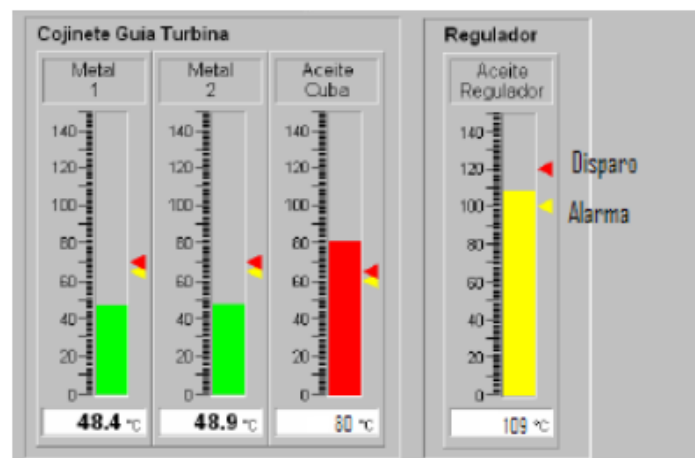 Cojinete Guia Turbina
Regulador
Metal
1
Metal
2
Aceite
Cuba
Aceite
Regulador
140
120
100
80
60
40
20
0
140
120
100
80
60
40
20
0
140
120
100
80
60
40
20
0
140
120
100
80
60
40
20
0
Disparo
Alarma
48.4 °C
48.9 °C
80 °C
109 °C